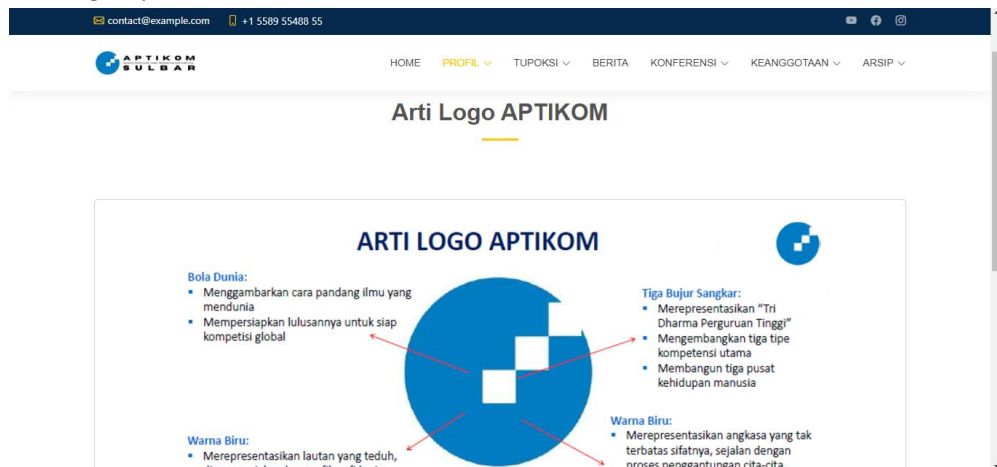 contact@example.com +1 5589 55488 55
APTIKOM
SULBAR
HOME PROFIL TUPOKSI BERITA KONFERENSI KEANGGOTAAN ARSIP
Arti Logo APTIKOM
ARTI LOGO APTIKOM
Bola Dunia:
Menggambarkan cara pandang ilmu yang
mendunia
Mempersiapkan lulusannya untuk siap
kompetisi global
Tiga Bujur Sangkar:
Merepresentasikan “Tri
Dharma Perguruan Tinggi”
Mengembangkan tiga tipe
kompetensi utama
Membangun tiga pusat
kehidupan manusia
Warna Biru:
Merepresentasikan lautan yang teduh,
Warna Biru:
Merepresentasikan angkasa yang tak
terbatas sifatnya, sejalan dengan
proses penggantungan cita-cita